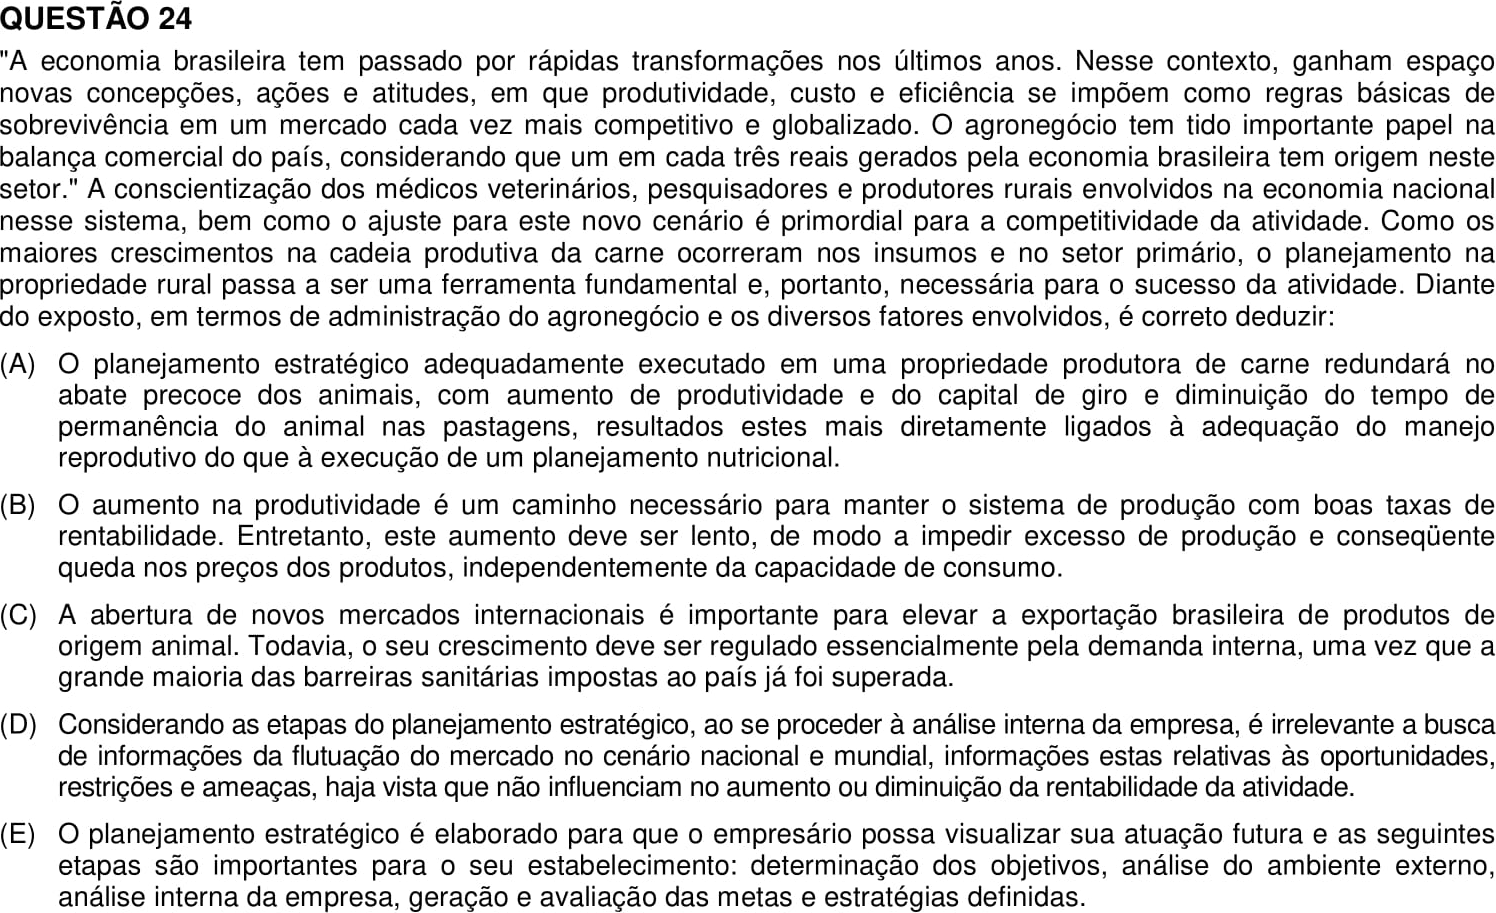 QUESTÃO 24
"A economia brasileira tem passado por rápidas transformações nos últimos anos. Nesse contexto, ganham espaço
novas concepções, ações e atitudes, em que produtividade, custo e eficiência se impõem como regras básicas de
sobrevivência em um mercado cada vez mais competitivo e globalizado. O agronegócio tem tido importante papel na
balança comercial do país, considerando que um em cada três reais gerados pela economia brasileira tem origem neste
setor." A conscientização dos médicos veterinários, pesquisadores e produtores rurais envolvidos na economia nacional
nesse sistema, bem como o ajuste para este novo cenário é primordial para a competitividade da atividade. Como os
maiores crescimentos na cadeia produtiva da carne ocorreram nos insumos e no setor primário, o planejamento na
propriedade rural passa a ser uma ferramenta fundamental e, portanto, necessária para o sucesso da atividade. Diante
do exposto, em termos de administração do agronegócio e os diversos fatores envolvidos, é correto deduzir:
(A) O planejamento estratégico adequadamente executado em uma propriedade produtora de carne redundará no
abate precoce dos animais, com aumento de produtividade e do capital de giro e diminuição do tempo de
permanência do animal nas pastagens, resultados estes mais diretamente ligados à adequação do manejo
reprodutivo do que à execução de um planejamento nutricional.
(B) O aumento na produtividade é um caminho necessário para manter o sistema de produção com boas taxas de
rentabilidade. Entretanto, este aumento deve ser lento, de modo a impedir excesso de produção e conseqüente
queda nos preços dos produtos, independentemente da capacidade de consumo.
(C) A abertura de novos mercados internacionais é importante para elevar a exportação brasileira de produtos de
origem animal. Todavia, o seu crescimento deve ser regulado essencialmente pela demanda interna, uma vez que a
grande maioria das barreiras sanitárias impostas ao país já foi superada.
(D) Considerando as etapas do planejamento estratégico, ao se proceder à análise interna da empresa, é irrelevante a busca
de informações da flutuação do mercado no cenário nacional e mundial, informações estas relativas às oportunidades,
restrições e ameaças, haja vista que não influenciam no aumento ou diminuição da rentabilidade da atividade.
(E) O planejamento estratégico é elaborado para que o empresário possa visualizar sua atuação futura e as seguintes
etapas são importantes para o seu estabelecimento: determinação dos objetivos, análise do ambiente externo,
análise interna da empresa, geração e avaliação das metas e estratégias definidas.